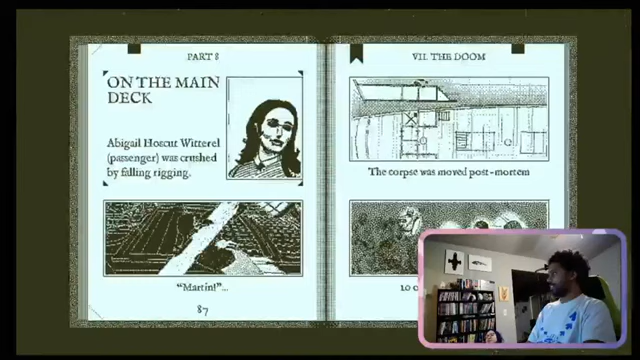 PART 8
ON THE MAIN
DECK
Abigail Hoscut Witterel
(passenger) was crushed
by falling rigging.
"Martin!"...
87
VII. THE DOOM
The corpse was moved post-mortem
10 o